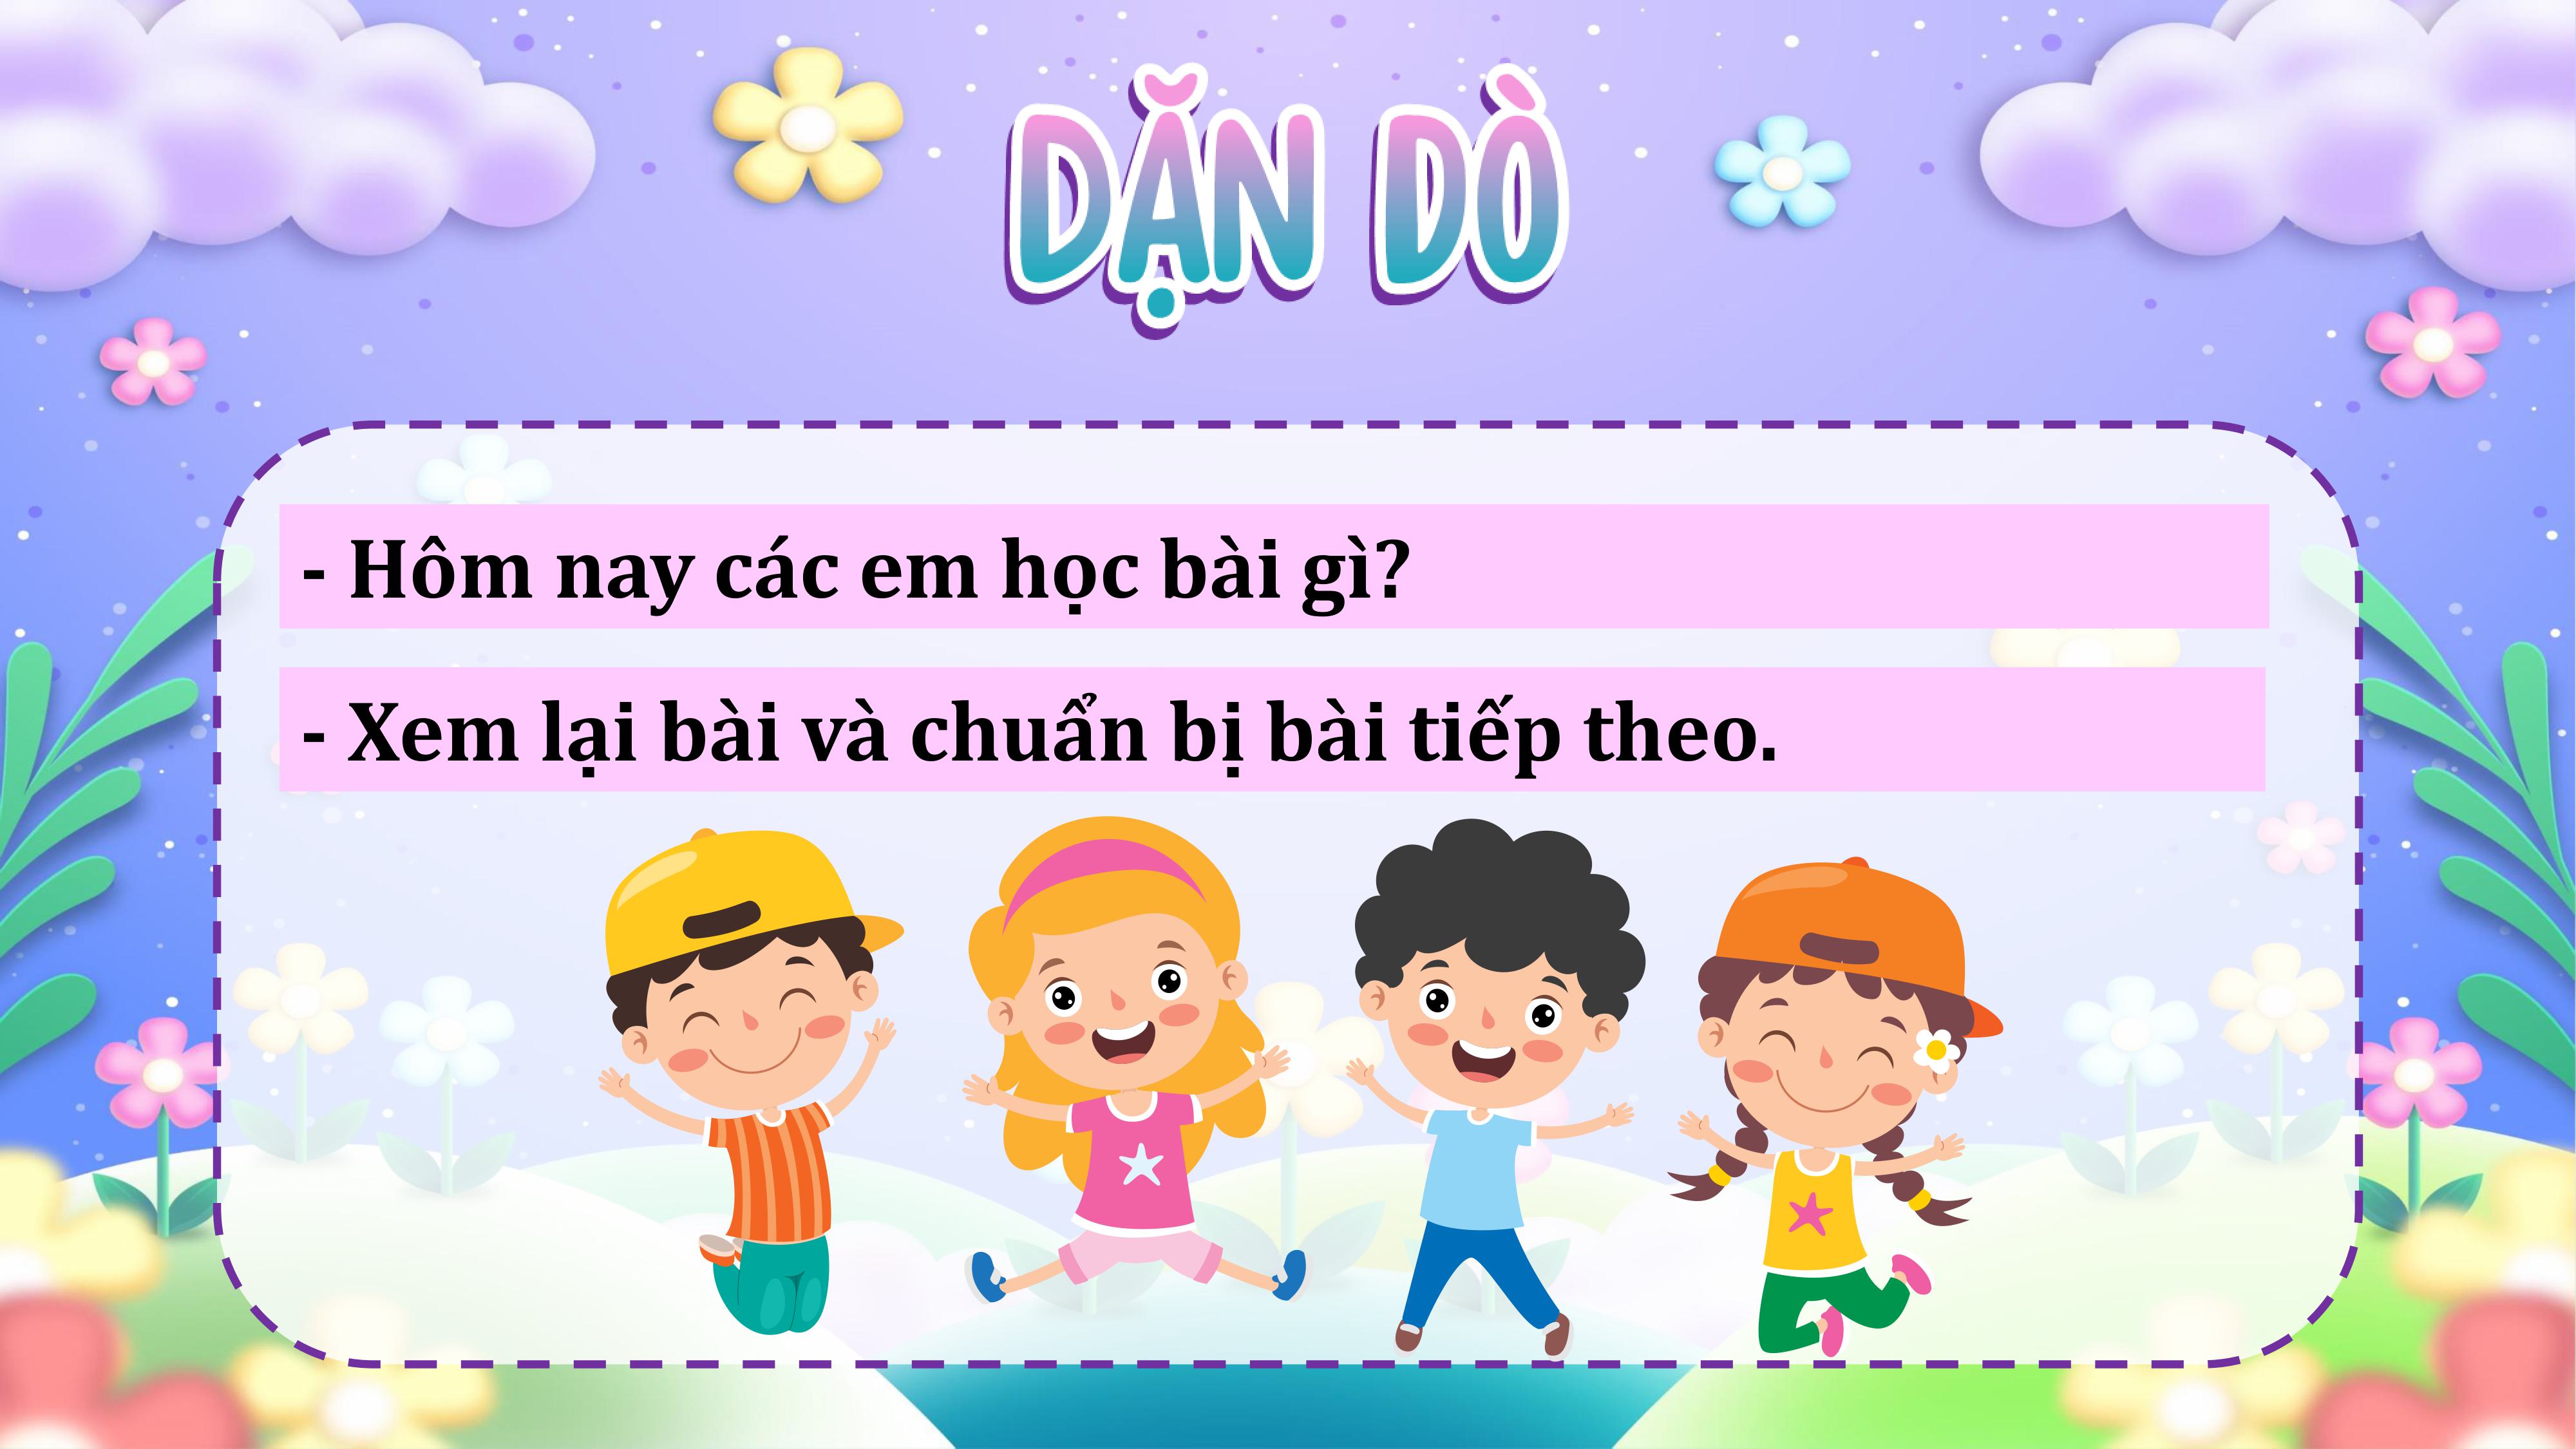 DẶN DÒ
- Hôm nay các em học bài gì?
- Xem lại bài và chuẩn bị bài tiếp theo.